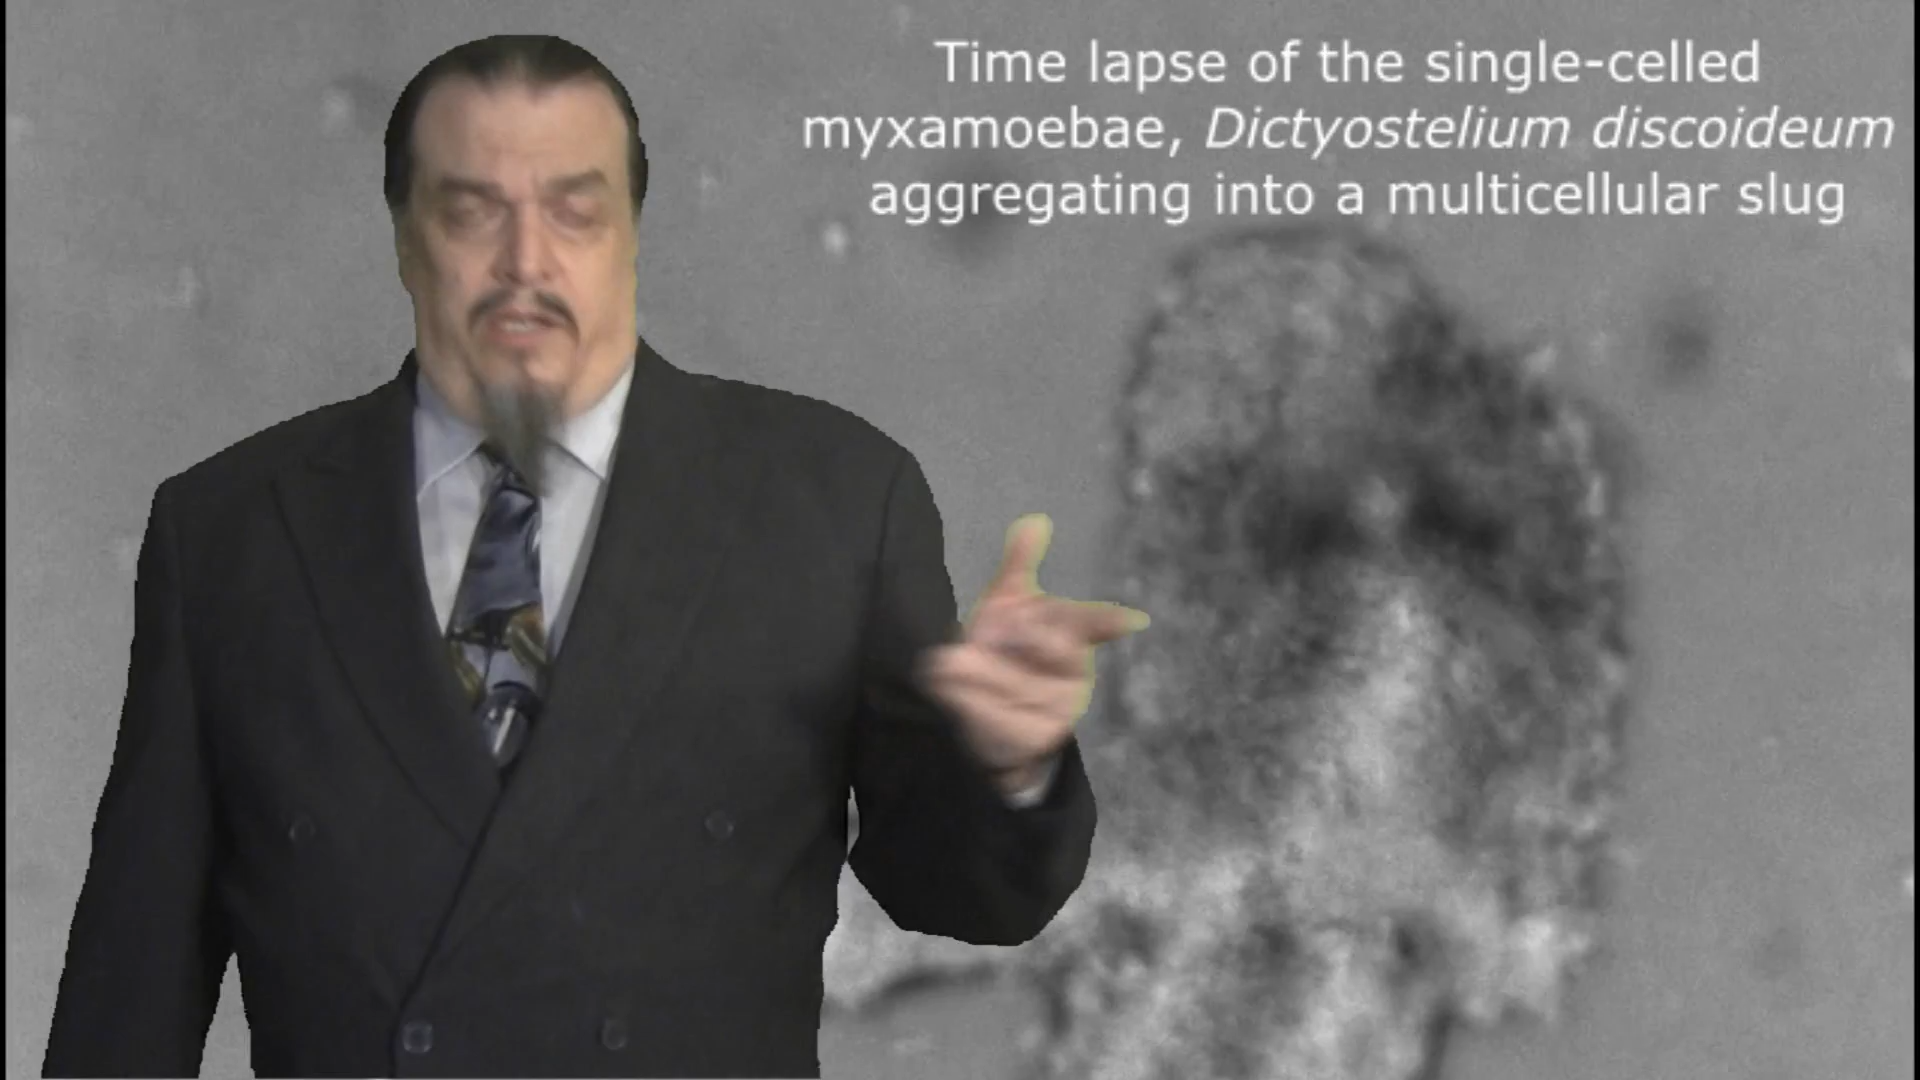 Time lapse of the single-celled
myxamoebae, Dictyostelium discoideum
aggregating into a multicellular slug